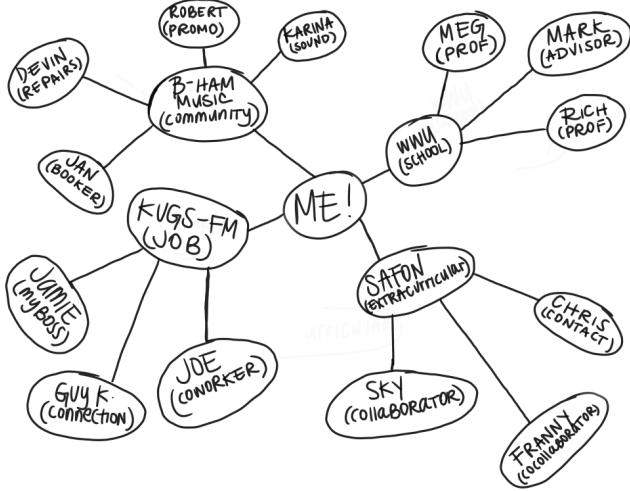 ROBERT
(PROMO)
KARINA
(SOUND)
DEVIN
(REPAIRS)
B-HAM
MUSIC
(COMMUNITY)
JAN
(BOOKER)
MEG
(PROF)
MARK
(ADVISOR)
RICH
(PROF)
WWU
(SCHOOL)
ME!
KUGS-FM
(JOB)
JAMIE
(MY BOSS)
GUY K.
(CONNECTION)
JOE
(COWORKER)
SAFON
(EXTRACURRICULAR)
CHRIS
(CONTACT)
SKY
(COLLABORATOR)
FRANNY
(COCOLLABORATOR)